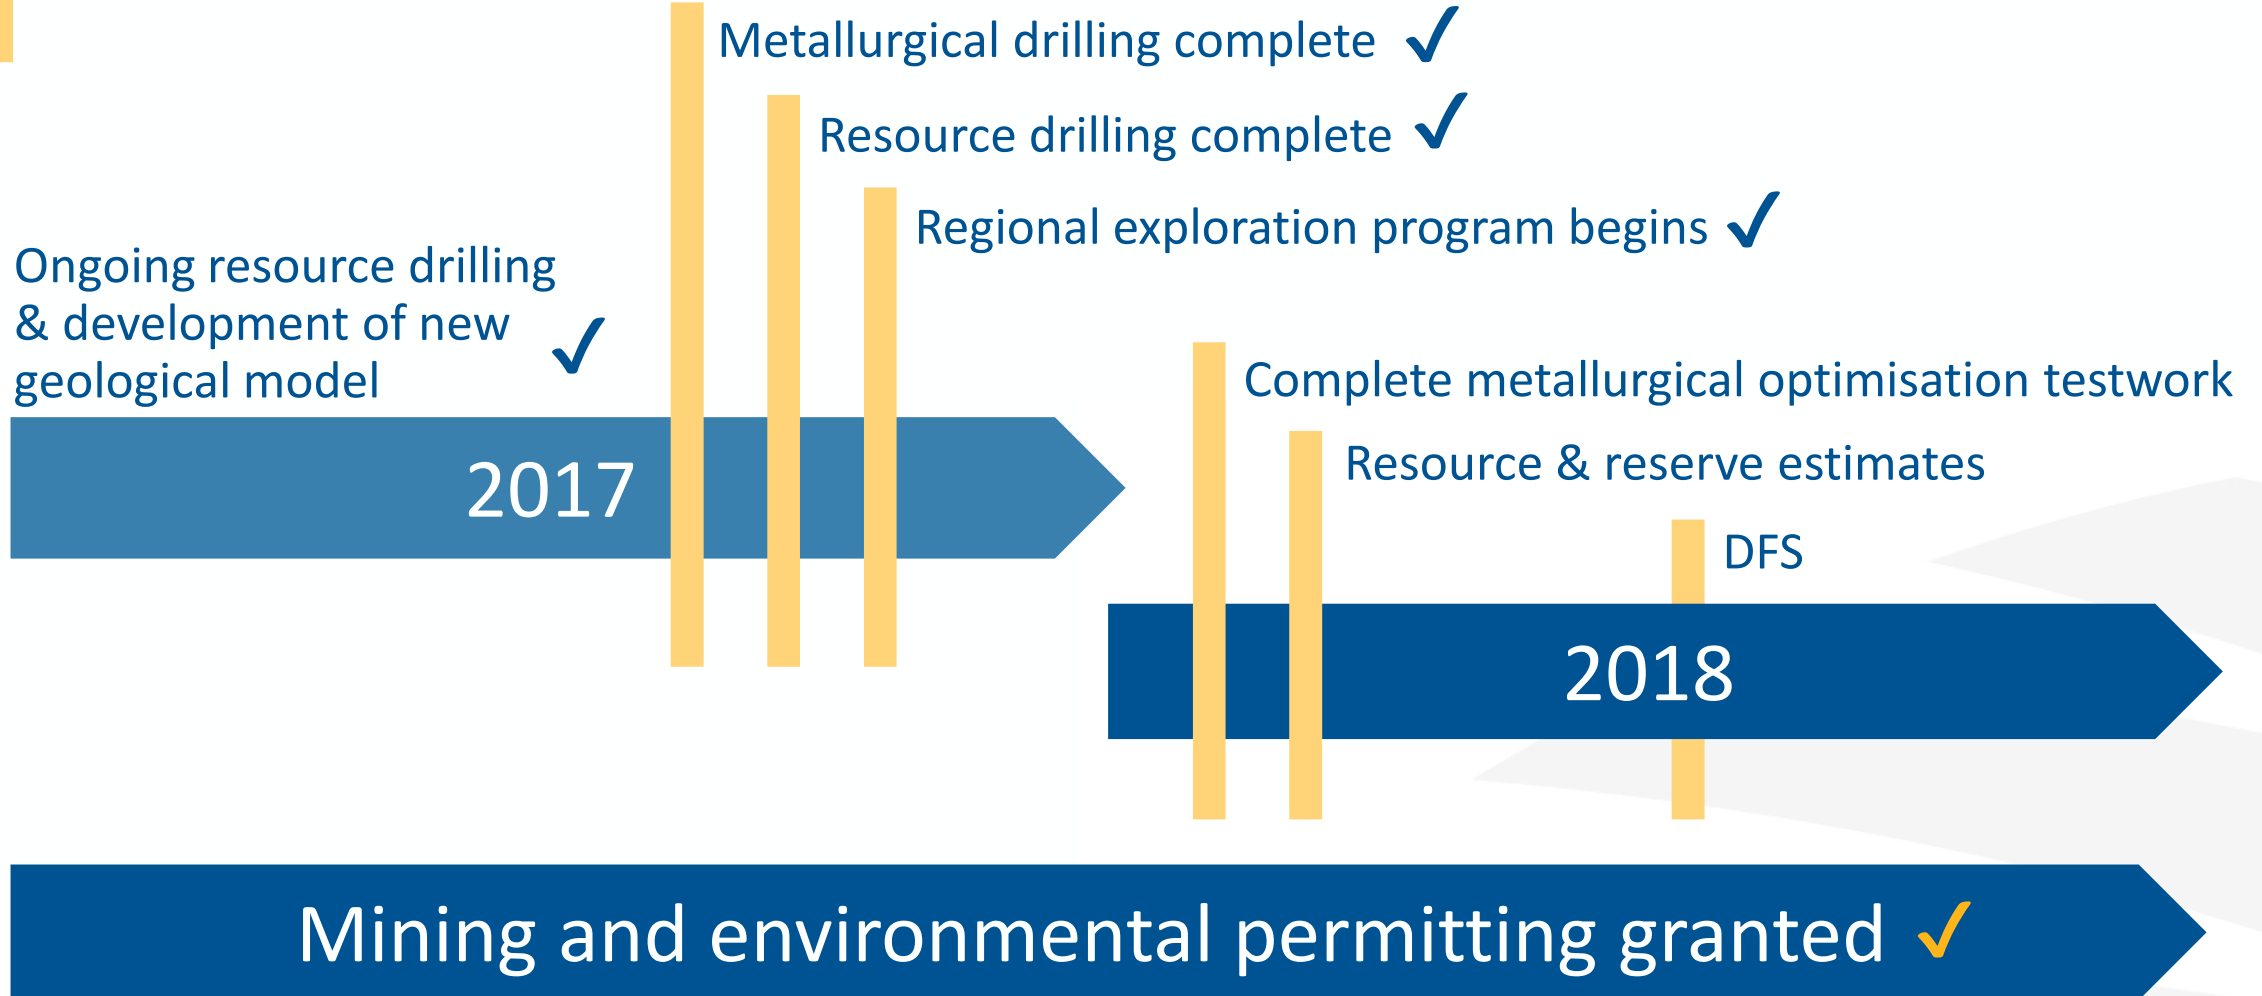 Metallurgical drilling complete ✓
Resource drilling complete ✓
Regional exploration program begins ✓
Ongoing resource drilling
& development of new
geological model ✓
2017
Complete metallurgical optimisation testwork
Resource & reserve estimates
DFS
2018
Mining and environmental permitting granted ✓